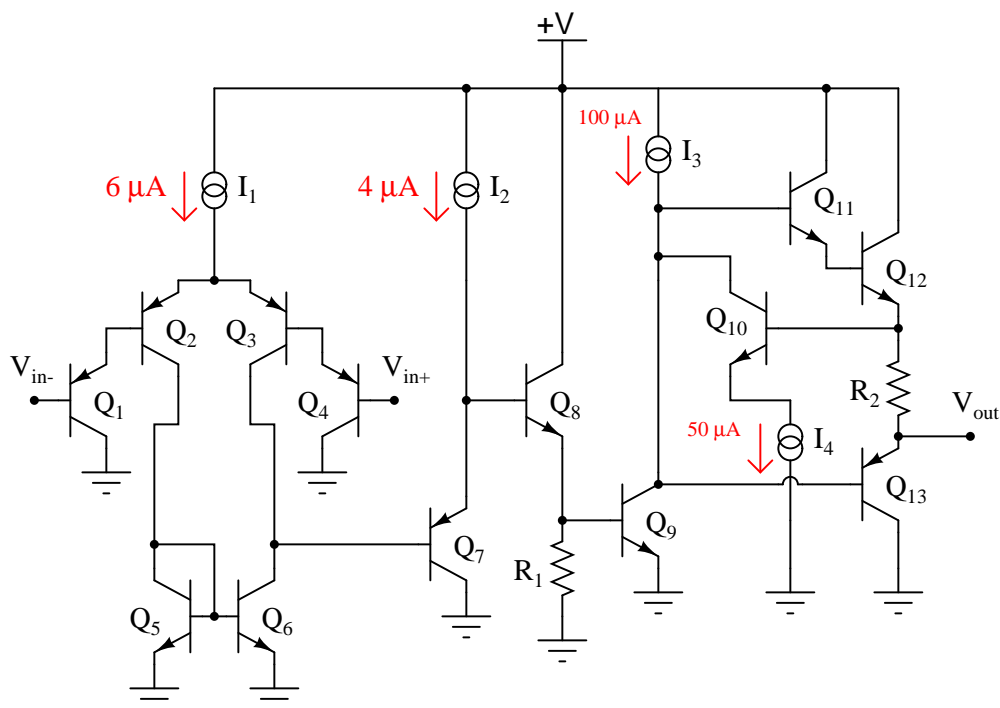 +V
100 μA
I3
6 μA
I1
4 μA
I2
Q11
Q12
Q2
Q3
Q10
Vin-
Vin+
Q1
Q4
Q8
R2
Vout
50 μA
I4
Q13
Q7
Q9
R1
Q5
Q6